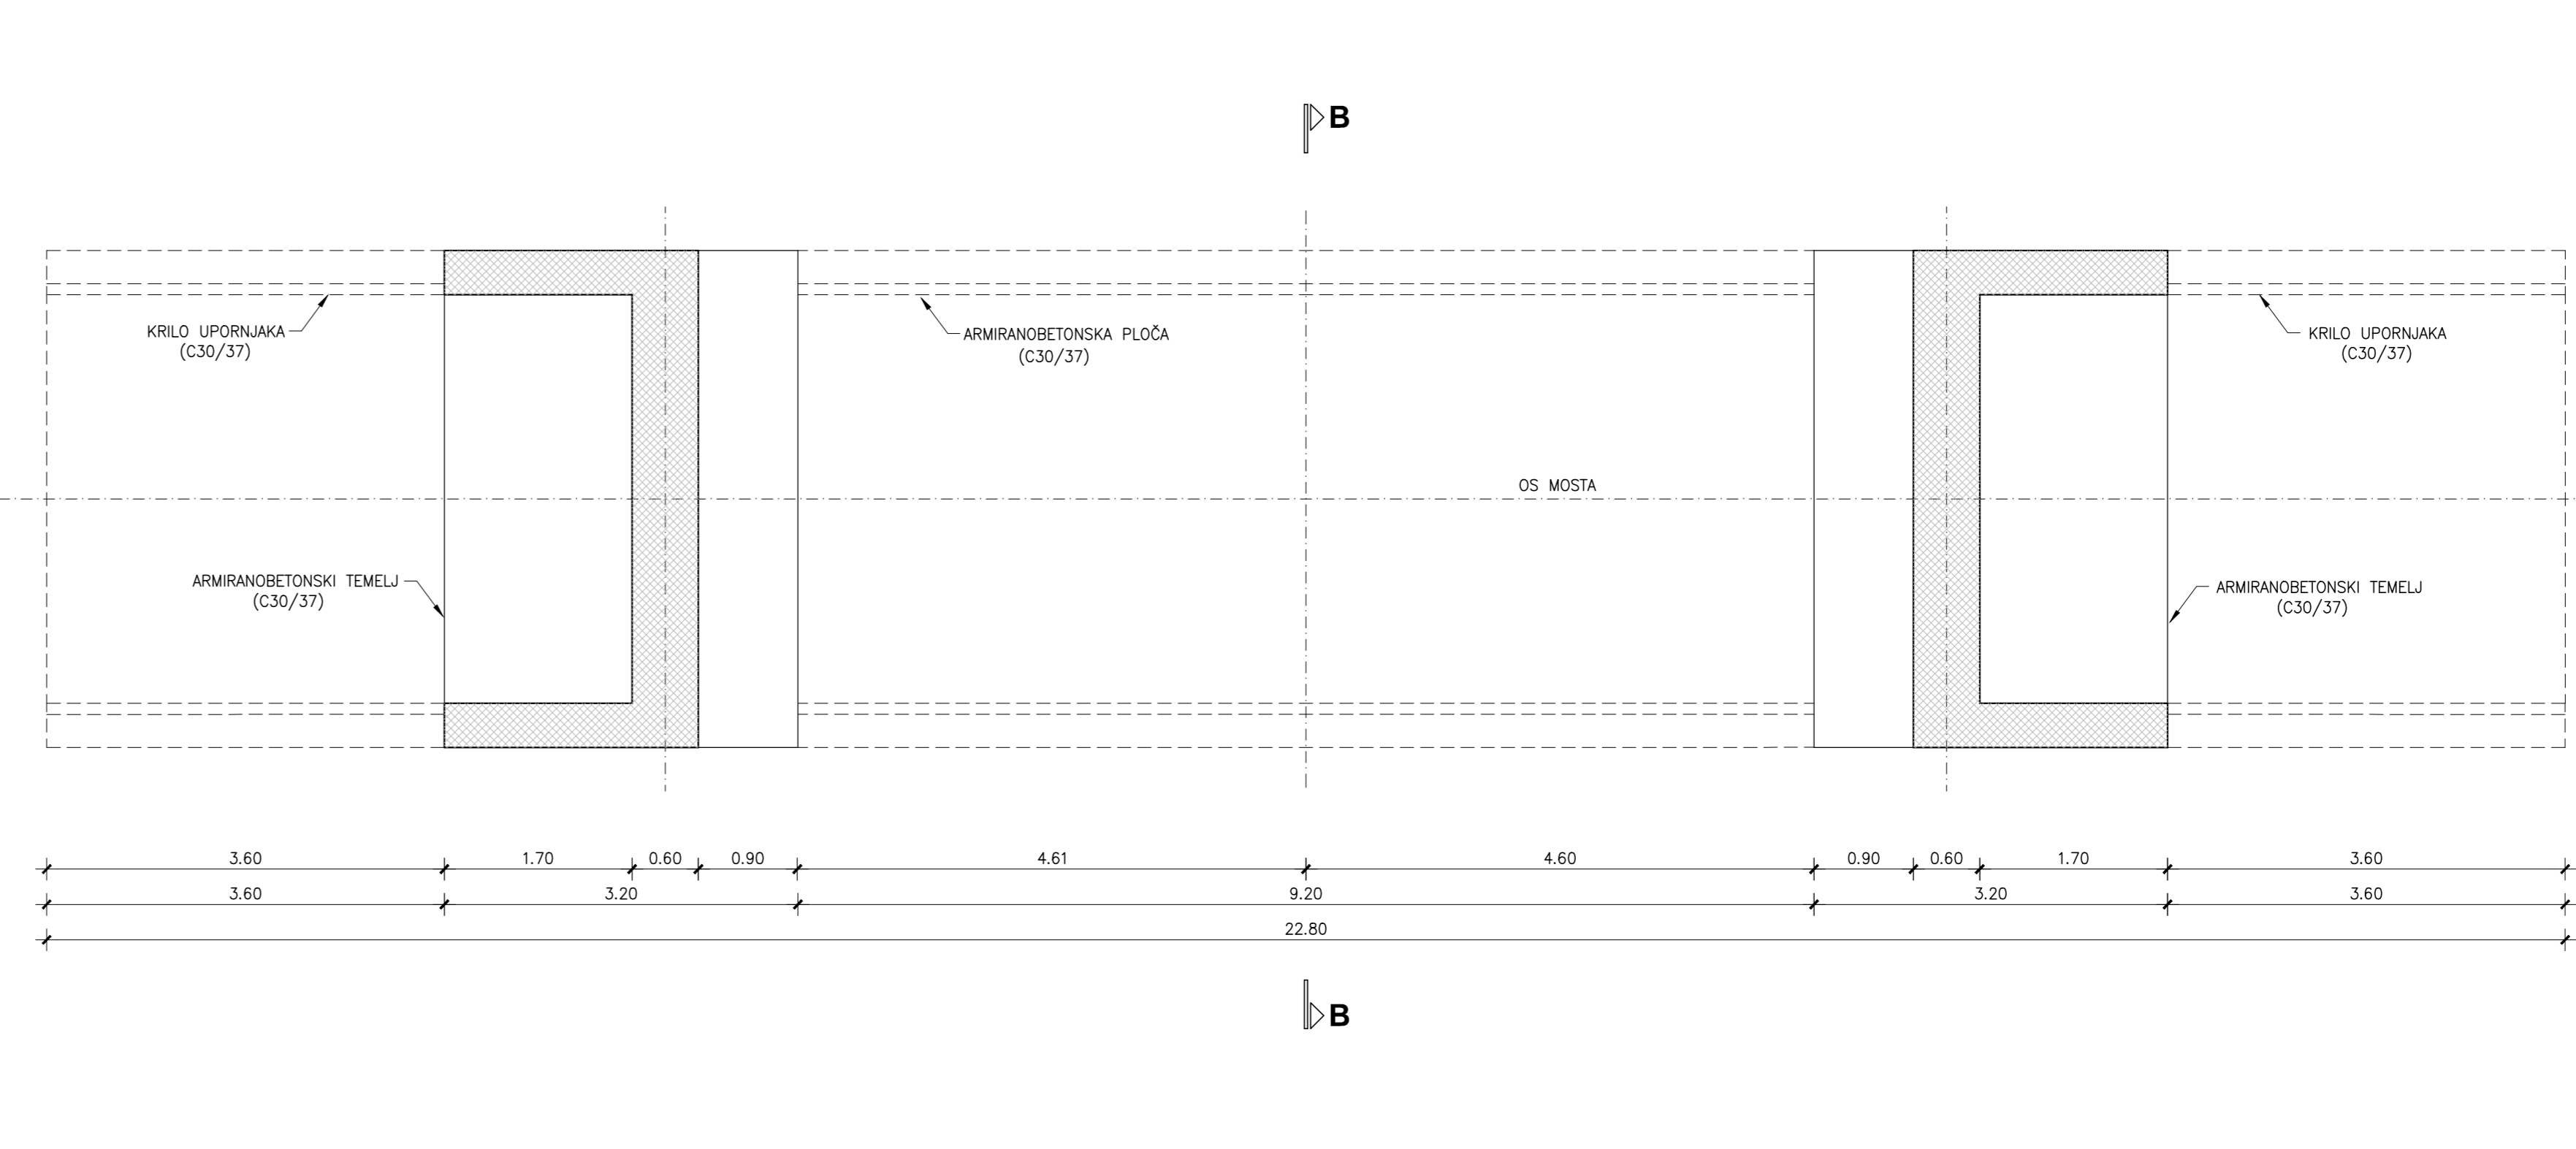 B
KRILO UPORNJAKA
(C30/37)
ARMIRANOBETONSKA PLOČA
(C30/37)
KRILO UPORNJAKA
(C30/37)
OS MOSTA
ARMIRANOBETONSKI TEMELJ
(C30/37)
ARMIRANOBETONSKI TEMELJ
(C30/37)
3.60 1.70 0.60 0.90 4.61 4.60 0.90 0.60 1.70 3.60
3.60 3.20 9.20 3.20 3.60
22.80
B